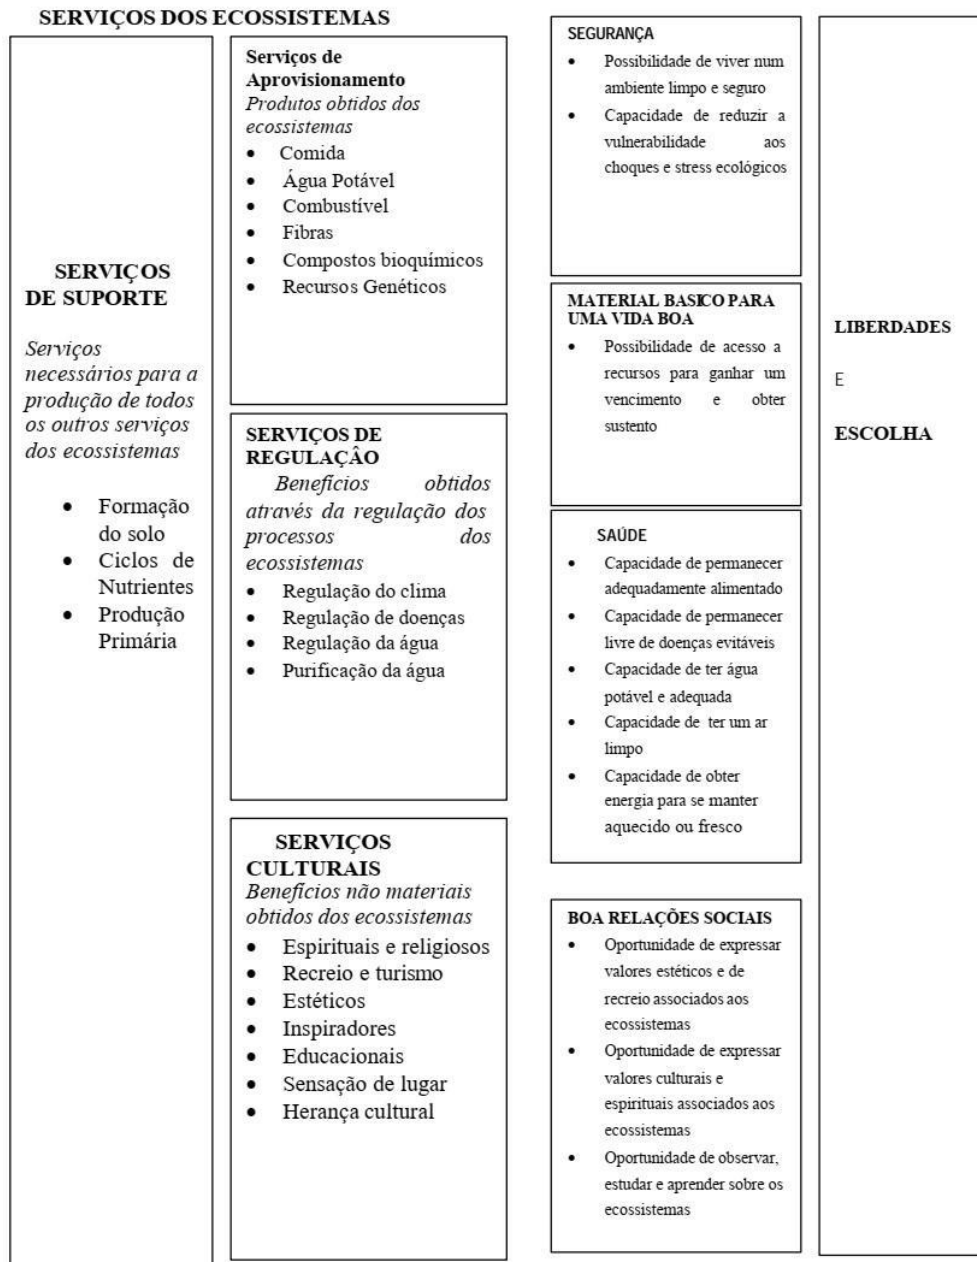 SERVIÇOS DOS ECOSSISTEMAS
SERVIÇOS
DE SUPORTE
Serviços
necessários para a
produção de todos
os outros serviços
dos ecossistemas
• Formação
do solo
• Ciclos de
Nutrientes
• Produção
Primária
Serviços de
Aprovisionamento
Produtos obtidos dos
ecossistemas
• Comida
• Água Potável
• Combustível
• Fibras
• Compostos bioquímicos
• Recursos Genéticos
SERVIÇOS DE
REGULAÇÂO
Benefícios obtidos
através da regulação dos
processos dos
ecossistemas
• Regulação do clima
• Regulação de doenças
• Regulação da água
• Purificação da água
SERVIÇOS
CULTURAIS
Benefícios não materiais
obtidos dos ecossistemas
• Espirituais e religiosos
• Recreio e turismo
• Estéticos
• Inspiradores
• Educacionais
• Sensação de lugar
• Herança cultural
SEGURANÇA
• Possibilidade de viver num
ambiente limpo e seguro
• Capacidade de reduzir a
vulnerabilidade aos
choques e stress ecológicos
MATERIAL BASICO PARA
UMA VIDA BOA
• Possibilidade de acesso a
recursos para ganhar um
vencimento e obter
sustento
SAÚDE
• Capacidade de permanecer
adequadamente alimentado
• Capacidade de permanecer
livre de doenças evitáveis
• Capacidade de ter água
potável e adequada
• Capacidade de ter um ar
limpo
• Capacidade de obter
energia para se manter
aquecido ou fresco
BOA RELAÇÕES SOCIAIS
• Oportunidade de expressar
valores estéticos e de
recreio associados aos
ecossistemas
• Oportunidade de expressar
valores culturais e
espirituais associados aos
ecossistemas
• Oportunidade de observar,
estudar e aprender sobre os
ecossistemas
LIBERDADES
E
ESCOLHA